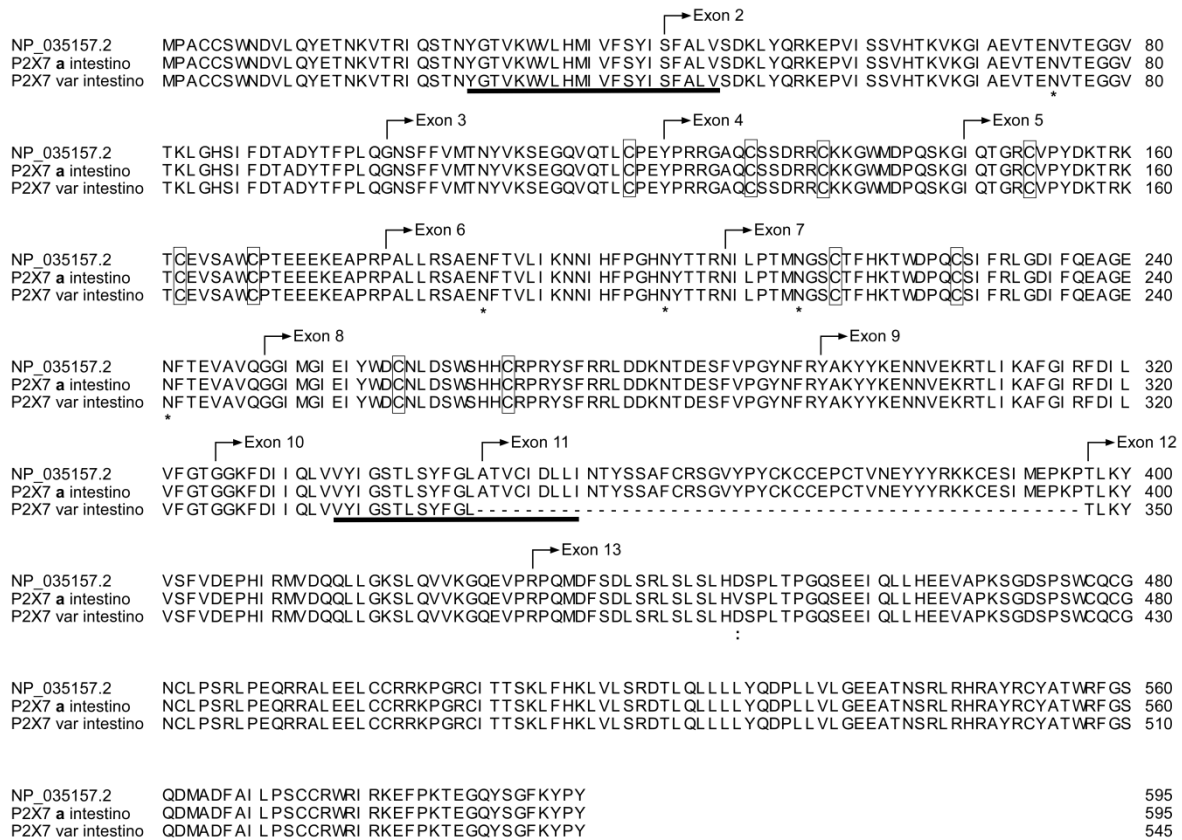 Exon 2
NP_035157.2 MPACCSWNDVLQYETNKVTRIQSTNYGTVKWVLHMIVFSYISFALVSDKLYQRKEPVISSVHTKVKGIAEVTENVTEGGV 80
P2X7 a intestino MPACCSWNDVLQYETNKVTRIQSTNYGTVKWVLHMIVFSYISFALVSDKLYQRKEPVISSVHTKVKGIAEVTENVTEGGV 80
P2X7 var intestino MPACCSWNDVLQYETNKVTRIQSTNYGTVKWVLHMIVFSYISFALVSDKLYQRKEPVISSVHTKVKGIAEVTENVTEGGV 80
*
Exon 3 Exon 4 Exon 5
NP_035157.2 TKLGHSIFDTADYTFPLQGNSFFVMTNYVKSEGQVQTLCPEYPRRGAQCSSDRRCKKGWMDPQSKGIQTGRCVPYDKTRK 160
P2X7 a intestino TKLGHSIFDTADYTFPLQGNSFFVMTNYVKSEGQVQTLCPEYPRRGAQCSSDRRCKKGWMDPQSKGIQTGRCVPYDKTRK 160
P2X7 var intestino TKLGHSIFDTADYTFPLQGNSFFVMTNYVKSEGQVQTLCPEYPRRGAQCSSDRRCKKGWMDPQSKGIQTGRCVPYDKTRK 160
Exon 6 Exon 7
NP_035157.2 TCEVSAWCPTEEEKEAPRPALLRSAENFTVLIKNNIHFPGHNYTTRNILPTMNGSCTFHKTWDPQCSIFRLGDIFQEAGE 240
P2X7 a intestino TCEVSAWCPTEEEKEAPRPALLRSAENFTVLIKNNIHFPGHNYTTRNILPTMNGSCTFHKTWDPQCSIFRLGDIFQEAGE 240
P2X7 var intestino TCEVSAWCPTEEEKEAPRPALLRSAENFTVLIKNNIHFPGHNYTTRNILPTMNGSCTFHKTWDPQCSIFRLGDIFQEAGE 240
* * *
Exon 8 Exon 9
NP_035157.2 NFTEVAVQGGIMGIEIYWDCNLDSWSHHCRPRYSFRRLDDKNTDESFVPGYNFRYAKYYKENNVEKRTLIKAFGIRFDIL 320
P2X7 a intestino NFTEVAVQGGIMGIEIYWDCNLDSWSHHCRPRYSFRRLDDKNTDESFVPGYNFRYAKYYKENNVEKRTLIKAFGIRFDIL 320
P2X7 var intestino NFTEVAVQGGIMGIEIYWDCNLDSWSHHCRPRYSFRRLDDKNTDESFVPGYNFRYAKYYKENNVEKRTLIKAFGIRFDIL 320
*
Exon 10 Exon 11 Exon 12
NP_035157.2 VFGTGGKFDIIQLVVYIGSTLSYFGLATVCIDLLINTYSSAFCRSGVYPYCKCCEPCTVNEYYYRKKCESIMEPKPTLKY 400
P2X7 a intestino VFGTGGKFDIIQLVVYIGSTLSYFGLATVCIDLLINTYSSAFCRSGVYPYCKCCEPCTVNEYYYRKKCESIMEPKPTLKY 400
P2X7 var intestino VFGTGGKFDIIQLVVYIGSTLSYFGL--------------------------------------------------TLKY 350
Exon 13
NP_035157.2 VSFVDEPHIRMVDQQLLGKSLQVVKGQEVPRPQMDFSDLSRLSLSLHDSPLTPGQSEEIQLLHEEVAPKSGDSPSWCQCG 480
P2X7 a intestino VSFVDEPHIRMVDQQLLGKSLQVVKGQEVPRPQMDFSDLSRLSLSLHVSPLTPGQSEEIQLLHEEVAPKSGDSPSWCQCG 480
P2X7 var intestino VSFVDEPHIRMVDQQLLGKSLQVVKGQEVPRPQMDFSDLSRLSLSLHDSPLTPGQSEEIQLLHEEVAPKSGDSPSWCQCG 430
:
NP_035157.2 NCLPSRLPEQRRALEELCCRRKPGRCITTSKLFHKLVLSRDTLQLLLLYQDPLLVLGEEATNSRLRHRAYRCYATWRFGS 560
P2X7 a intestino NCLPSRLPEQRRALEELCCRRKPGRCITTSKLFHKLVLSRDTLQLLLLYQDPLLVLGEEATNSRLRHRAYRCYATWRFGS 560
P2X7 var intestino NCLPSRLPEQRRALEELCCRRKPGRCITTSKLFHKLVLSRDTLQLLLLYQDPLLVLGEEATNSRLRHRAYRCYATWRFGS 510
NP_035157.2 QDMADFAILPSCCRWRIRKEFPKTEGQYSGFKYPY 595
P2X7 a intestino QDMADFAILPSCCRWRIRKEFPKTEGQYSGFKYPY 595
P2X7 var intestino QDMADFAILPSCCRWRIRKEFPKTEGQYSGFKYPY 545